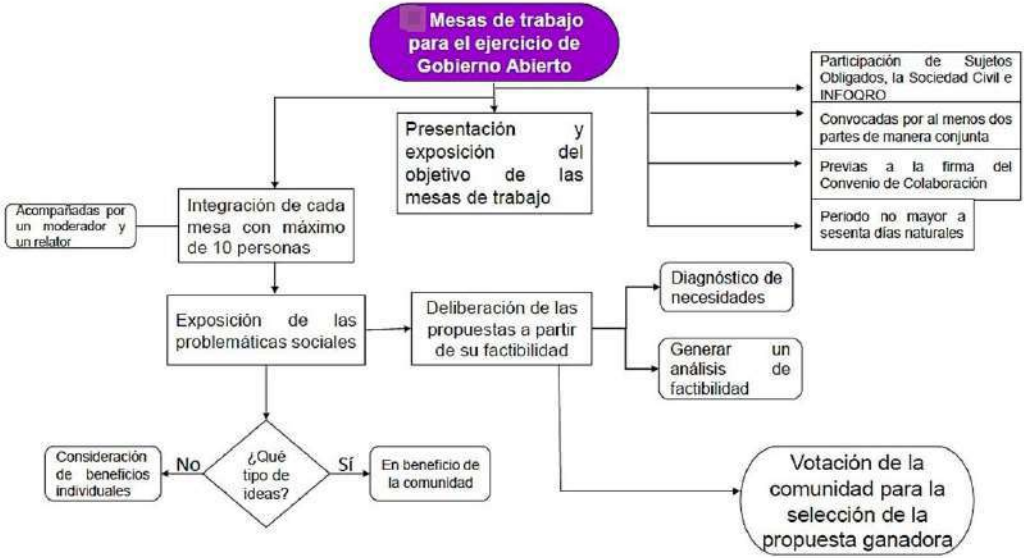 Mesas de trabajo
para el ejercicio de
Gobierno Abierto
Participación de Sujetos
Obligados, la Sociedad Civil e
INFOQRO
Convocadas por al menos dos
partes de manera conjunta
Previas a la firma del
Convenio de Colaboración
Periodo no mayor a
sesenta días naturales
Presentación y
exposición del
objetivo de las
mesas de trabajo
Integración de cada
mesa con máximo
de 10 personas
Acompañadas por
un moderador y
un relator
Exposición de las
problemáticas sociales
Deliberación de las
propuestas a partir
de su factibilidad
Diagnóstico de
necesidades
Generar un
análisis de
factibilidad
¿Qué
tipo de
ideas?
No
Consideración
de beneficios
individuales
Sí
En beneficio de
la comunidad
Votación de la
comunidad para la
selección de la
propuesta ganadora